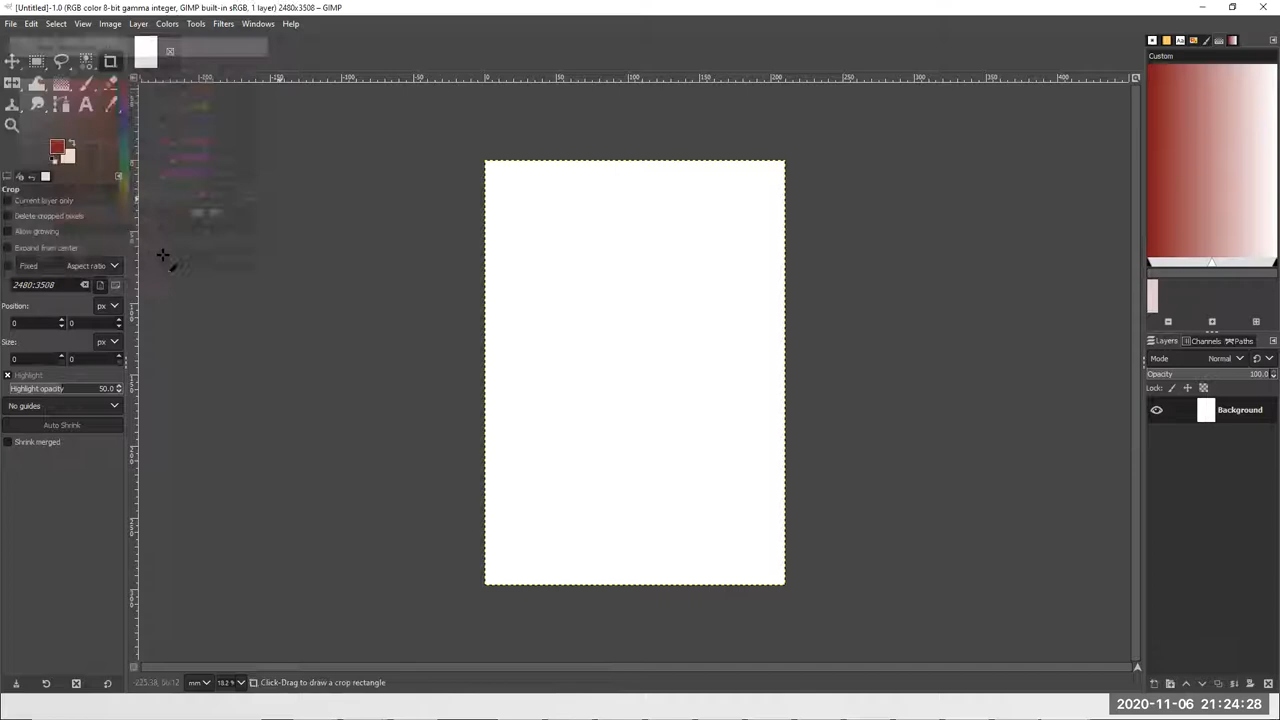 [Untitled]-1.0 (RGB color 8-bit gamma integer, GIMP built-in sRGB, 1 layer) 2480x3508 – GIMP
File Edit Select View Image Layer Colors Tools Filters Windows Help
Custom
Crop
Current layer only
Delete cropped pixels
Allow growing
Expand from center
Fixed Aspect ratio
2480:3508
Position: px
0 0
Size: px
0 0
Highlight
Highlight opacity 50.0
No guides
Auto Shrink
Shrink merged
Layers Channels Paths
Mode Normal
Opacity 100.0
Lock:
Background
mm 18.2 % Click-Drag to draw a crop rectangle
2020-11-06 21:24:28